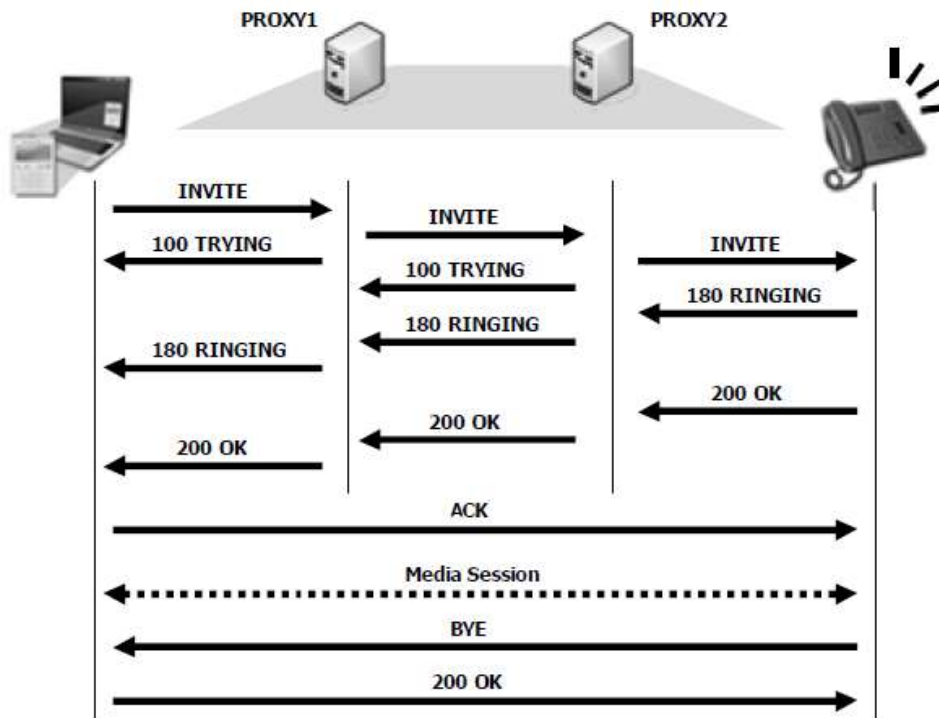 PROXY1
PROXY2
INVITE
INVITE
100 TRYING
INVITE
100 TRYING
180 RINGING
180 RINGING
180 RINGING
200 OK
200 OK
200 OK
ACK
Media Session
BYE
200 OK